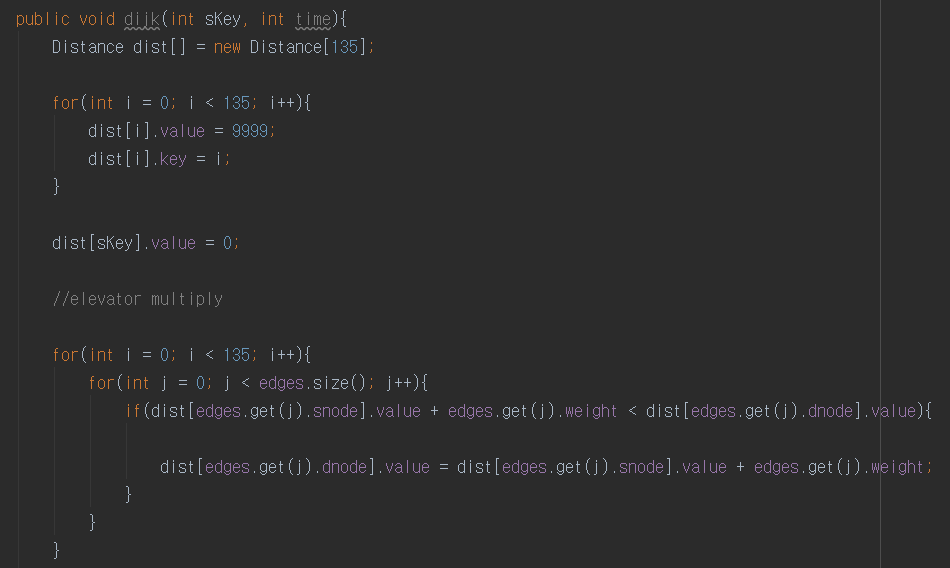 public void dijk(int sKey, int time){
Distance dist[] = new Distance[135];
for(int i = 0; i < 135; i++){
dist[i].value = 9999;
dist[i].key = i;
}
dist[sKey].value = 0;
//elevator multiply
for(int i = 0; i < 135; i++){
for(int j = 0; j < edges.size(); j++){
if(dist[edges.get(j).snode].value + edges.get(j).weight < dist[edges.get(j).dnode].value){
dist[edges.get(j).dnode].value = dist[edges.get(j).snode].value + edges.get(j).weight;
}
}
}